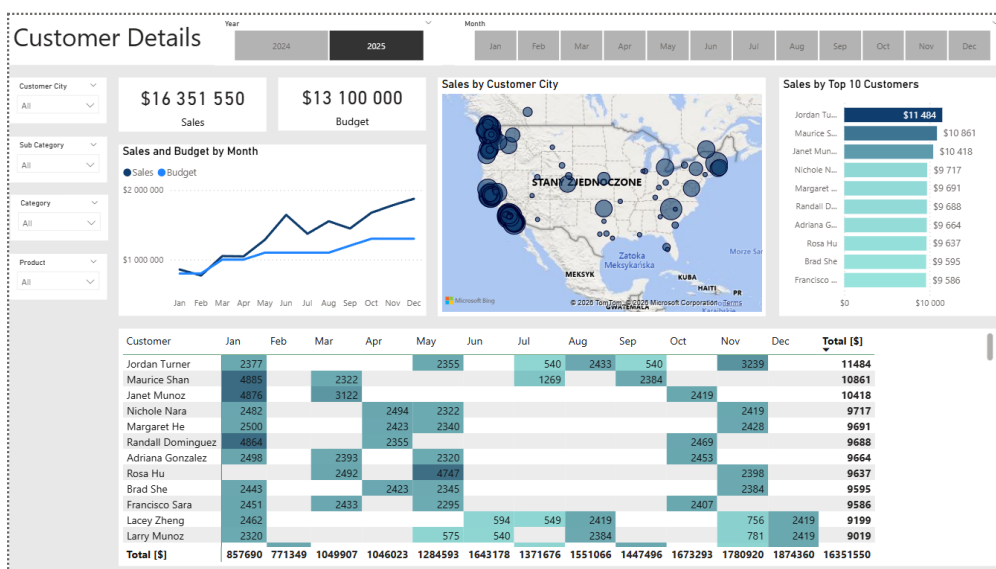 Customer Details
Year
2024 2025
Month
Jan Feb Mar Apr May Jun Jul Aug Sep Oct Nov Dec
Customer City
All
Sub Category
All
Category
All
Product
All
$16 351 550
Sales
$13 100 000
Budget
Sales and Budget by Month
Sales Budget
$2 000 000
$1 000 000
Jan Feb Mar Apr May Jun Jul Aug Sep Oct Nov Dec
Sales by Customer City
STANY ZJEDNOCZONE
Zatoka
Meksykańska
Morze Sar
MEKSYK
KUBA
HAITI
PR
GWATEMALA
Microsoft Bing
© 2026 TomTom, © 2026 Microsoft Corporation Terms
Sales by Top 10 Customers
Jordan Tu... $11 484
Maurice S... $10 861
Janet Mun... $10 418
Nichole N... $9 717
Margaret ... $9 691
Randall D... $9 688
Adriana G... $9 664
Rosa Hu $9 637
Brad She $9 595
Francisco ... $9 586
$0 $10 000
Customer Jan Feb Mar Apr May Jun Jul Aug Sep Oct Nov Dec Total [$]
Jordan Turner 2377 2355 540 2433 540 3239 11484
Maurice Shan 4885 2322 1269 2384 10861
Janet Munoz 4876 3122 2419 10418
Nichole Nara 2482 2494 2322 2419 9717
Margaret He 2500 2423 2340 2428 9691
Randall Dominguez 4864 2355 2469 9688
Adriana Gonzalez 2498 2393 2320 2453 9664
Rosa Hu 2492 4747 2398 9637
Brad She 2443 2423 2345 2384 9595
Francisco Sara 2451 2433 2295 2407 9586
Lacey Zheng 2462 594 549 2419 756 2419 9199
Larry Munoz 2320 575 540 2384 781 2419 9019
Total [$] 857690 771349 1049907 1046023 1284593 1643178 1371676 1551066 1447496 1673293 1780920 1874360 16351550